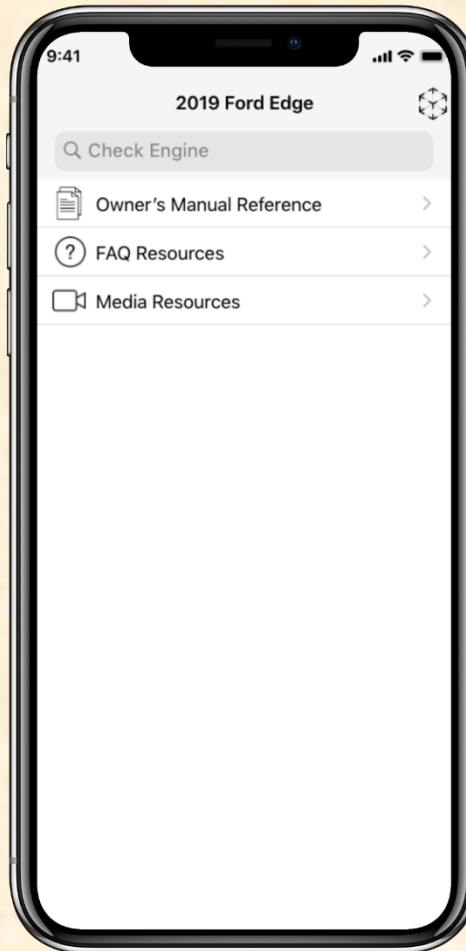 9:41
2019 Ford Edge
Check Engine
Owner's Manual Reference
? FAQ Resources
Media Resources